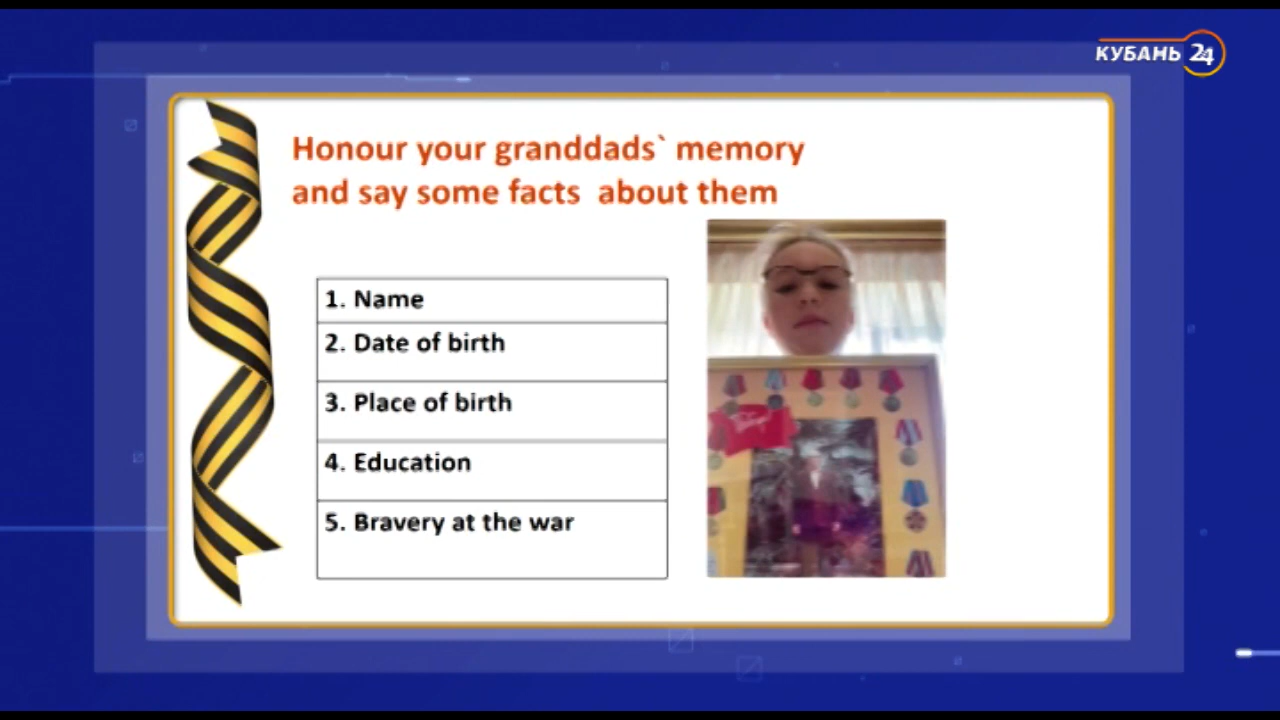 КУБАНЬ 24
Honour your granddads` memory
and say some facts about them
1. Name
2. Date of birth
3. Place of birth
4. Education
5. Bravery at the war